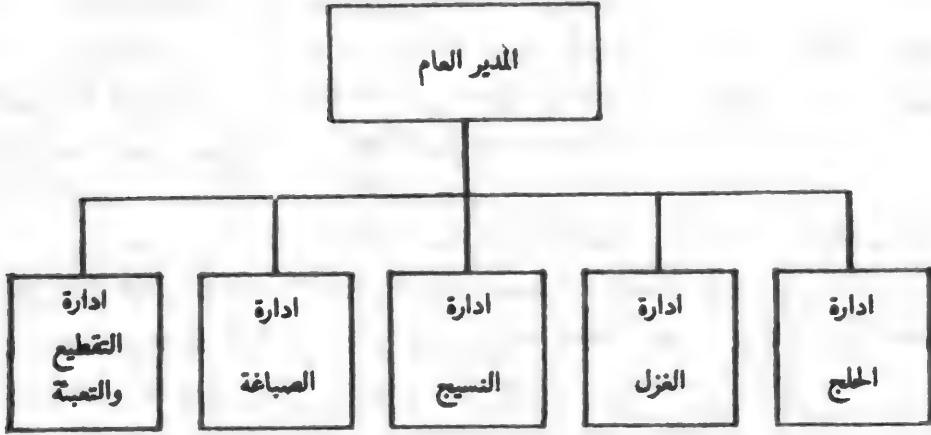 المدير العام
ادارة
الحلج
ادارة
الغزل
ادارة
النسيج
ادارة
الصباغة
ادارة
التقطيع
والتعبئة